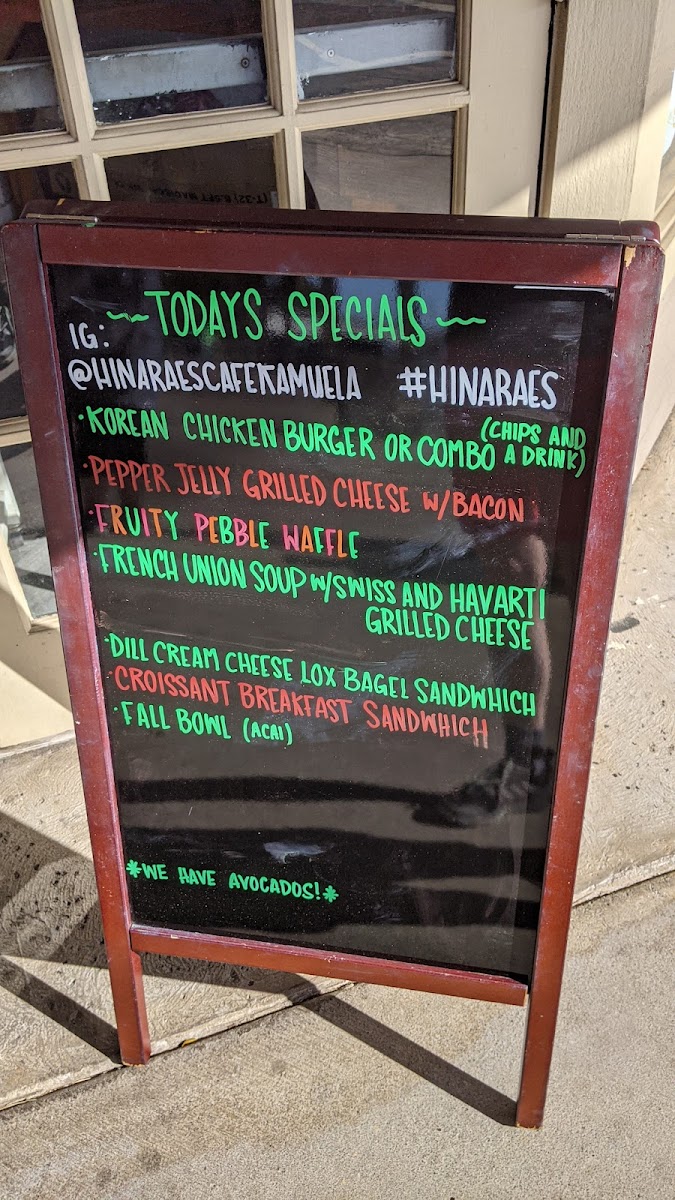 ~TODAYS SPECIALS~
IG:
@HINARAESCAFEKAMUELA #HINARAES
·KOREAN CHICKEN BURGER OR COMBO (CHIPS AND
A DRINK)
·PEPPER JELLY GRILLED CHEESE W/BACON
·FRUITY PEBBLE WAFFLE
·FRENCH UNION SOUP W/SWISS AND HAVARTI
GRILLED CHEESE
·DILL CREAM CHEESE LOX BAGEL SANDWHICH
·CROISSANT BREAKFAST SANDWHICH
·FALL BOWL (ACAI)
*WE HAVE AVOCADOS!*